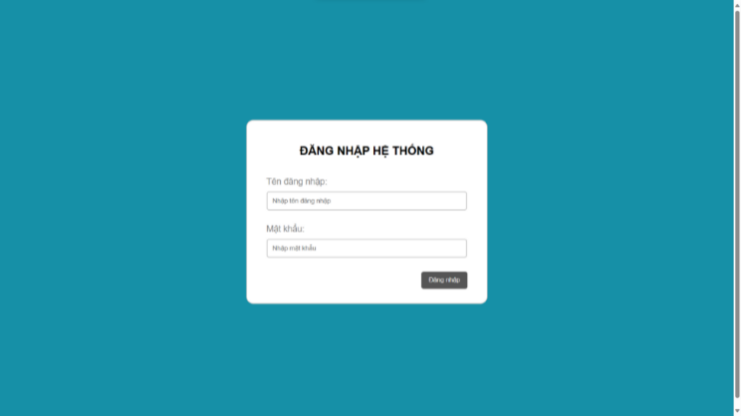 ĐĂNG NHẬP HỆ THỐNG
Tên đăng nhập:
Nhập tên đăng nhập
Mật khẩu:
Nhập mật khẩu
Đăng nhập